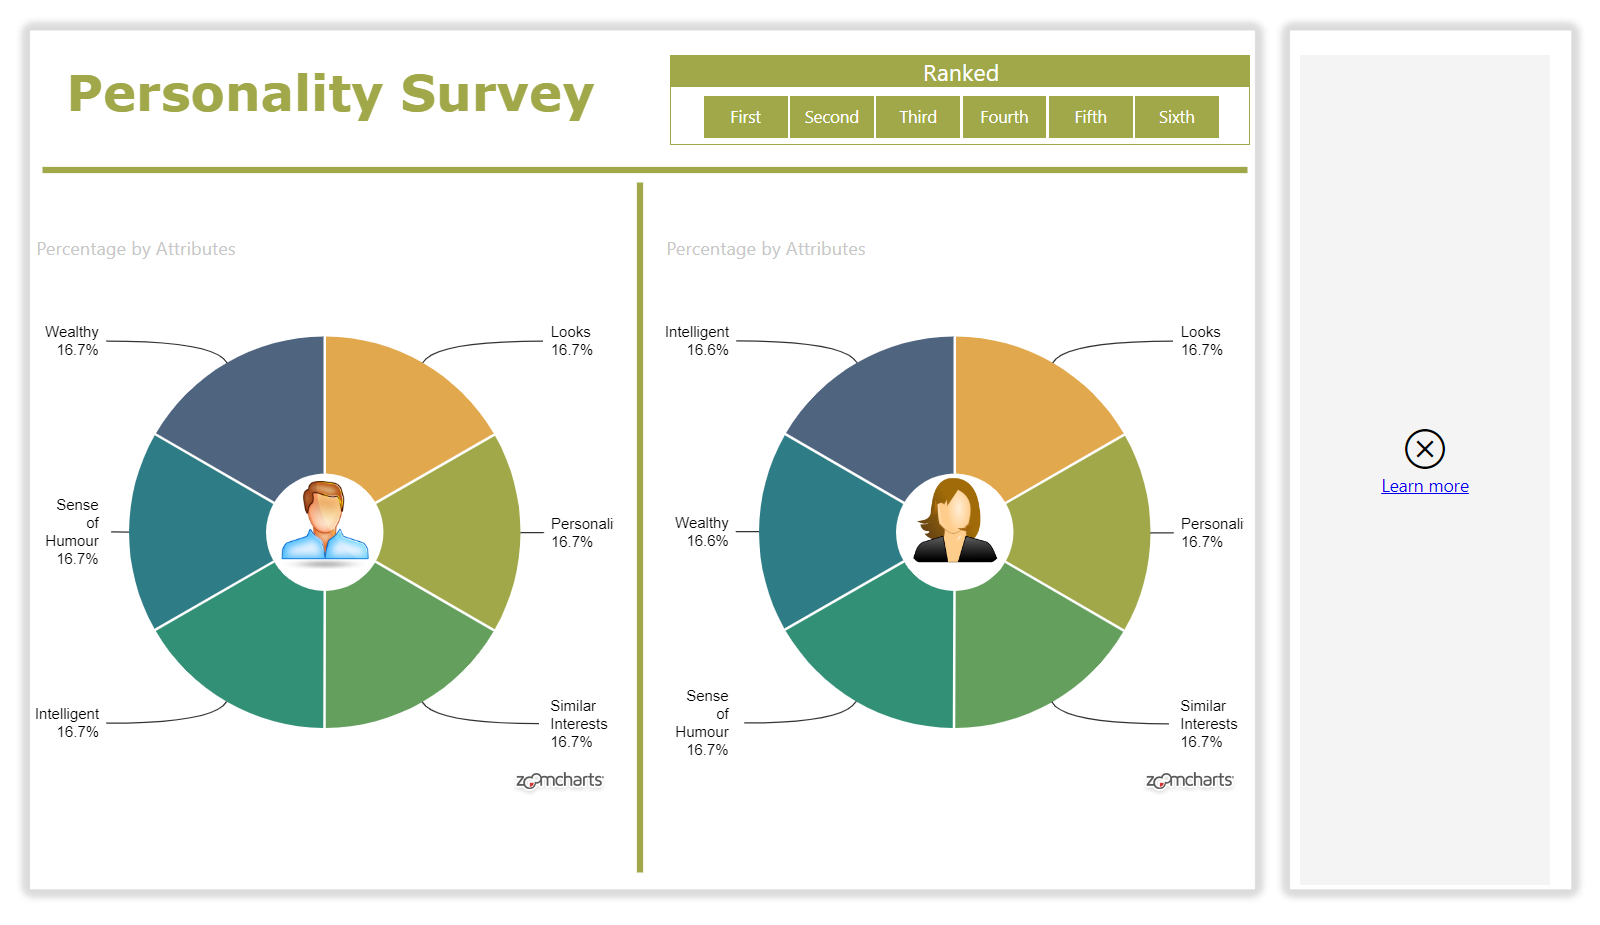 Personality Survey
Ranked
First
Second
Third
Fourth
Fifth
Sixth
Percentage by Attributes
Wealthy
16.7%
Looks
16.7%
Sense
of
Humour
16.7%
Personali
16.7%
Intelligent
16.7%
Similar
Interests
16.7%
zoomcharts
Percentage by Attributes
Intelligent
16.6%
Looks
16.7%
Wealthy
16.6%
Personali
16.7%
Sense
of
Humour
16.7%
Similar
Interests
16.7%
zoomcharts
Learn more